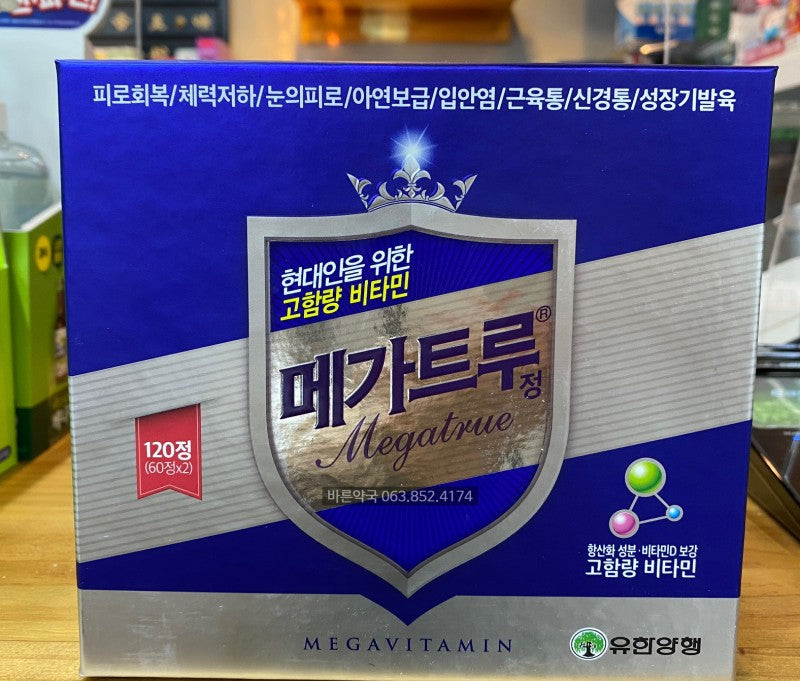 피로회복/체력저하/눈의피로/아연보급/입안염/근육통/신경통/성장기발육
현대인을 위한
고함량 비타민
메가트루®
정
Megatrue
120정
(60정x2)
바른약국 063.852.4174
항산화 성분·비타민D 보강
고함량 비타민
MEGAVITAMIN
유한양행